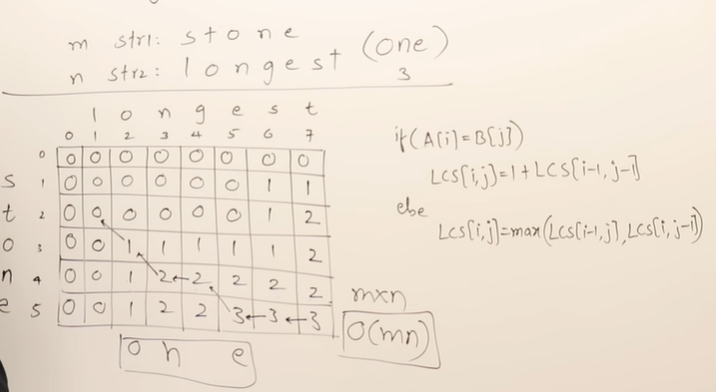 m str1: stone
n str2: longest (one)
3
l o n g e s t
0 1 2 3 4 5 6 7
0 0 0 0 0 0 0 0 0
s 1 0 0 0 0 0 0 1 1
t 2 0 0 0 0 0 0 1 2
o 3 0 0 1 1 1 1 1 2
n 4 0 0 1 2 ← 2 2 2 2
e 5 0 0 1 2 2 3 ← 3 ← 3
o n e
if(A[i]=B[j])
LCS[i,j]=1+LCS[i-1,j-1]
else
LCS[i,j]=max(LCS[i-1,j],LCS[i,j-1])
m×n
O(mn)